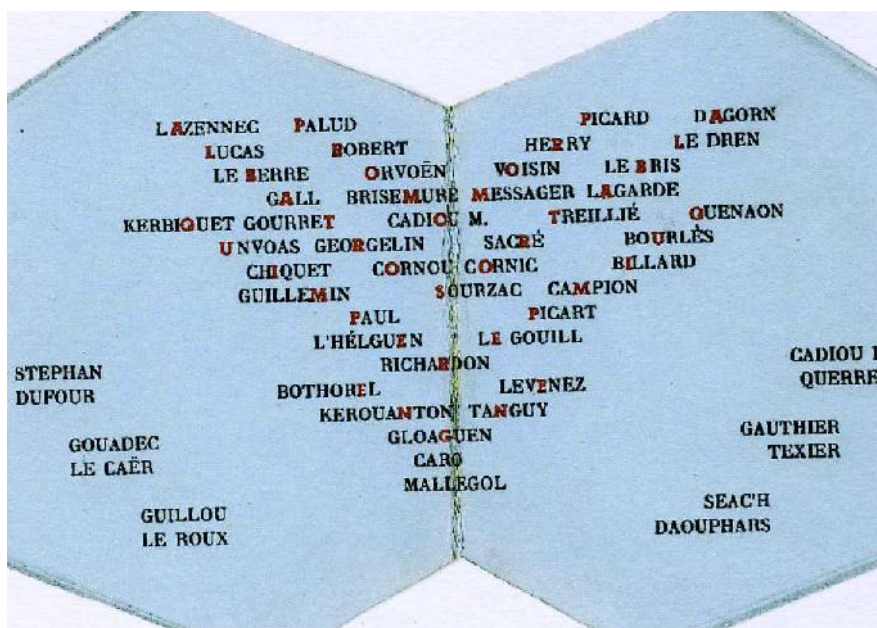 LAZENNEC PALUD PICARD DAGORN
LUCAS ROBERT HERRY LE DREN
LE BERRE ORVOËN VOISIN LE BRIS
GALL BRISEMURE MESSAGER LAGARDE
KERBIQUET GOURRET CADIOU M. TREILLIÉ QUENAON
UNVOAS GEORGELIN SACRÉ BOURLÈS
CHIQUET CORNOU CORNIC BILLARD
GUILLEMIN SOURZAC CAMPION
PAUL PICART
L'HÉLGUEN LE GOUILL
RICHARDON
STEPHAN CADIOU
DUFOUR BOTHOREL LEVENEZ QUERRE
KEROUANTON TANGUY
GLOAGUEN GAUTHIER
GOUADEC CARO TEXIER
LE CAËR MALLEGOL
GUILLOU SEAC'H
LE ROUX DAOUPHARS